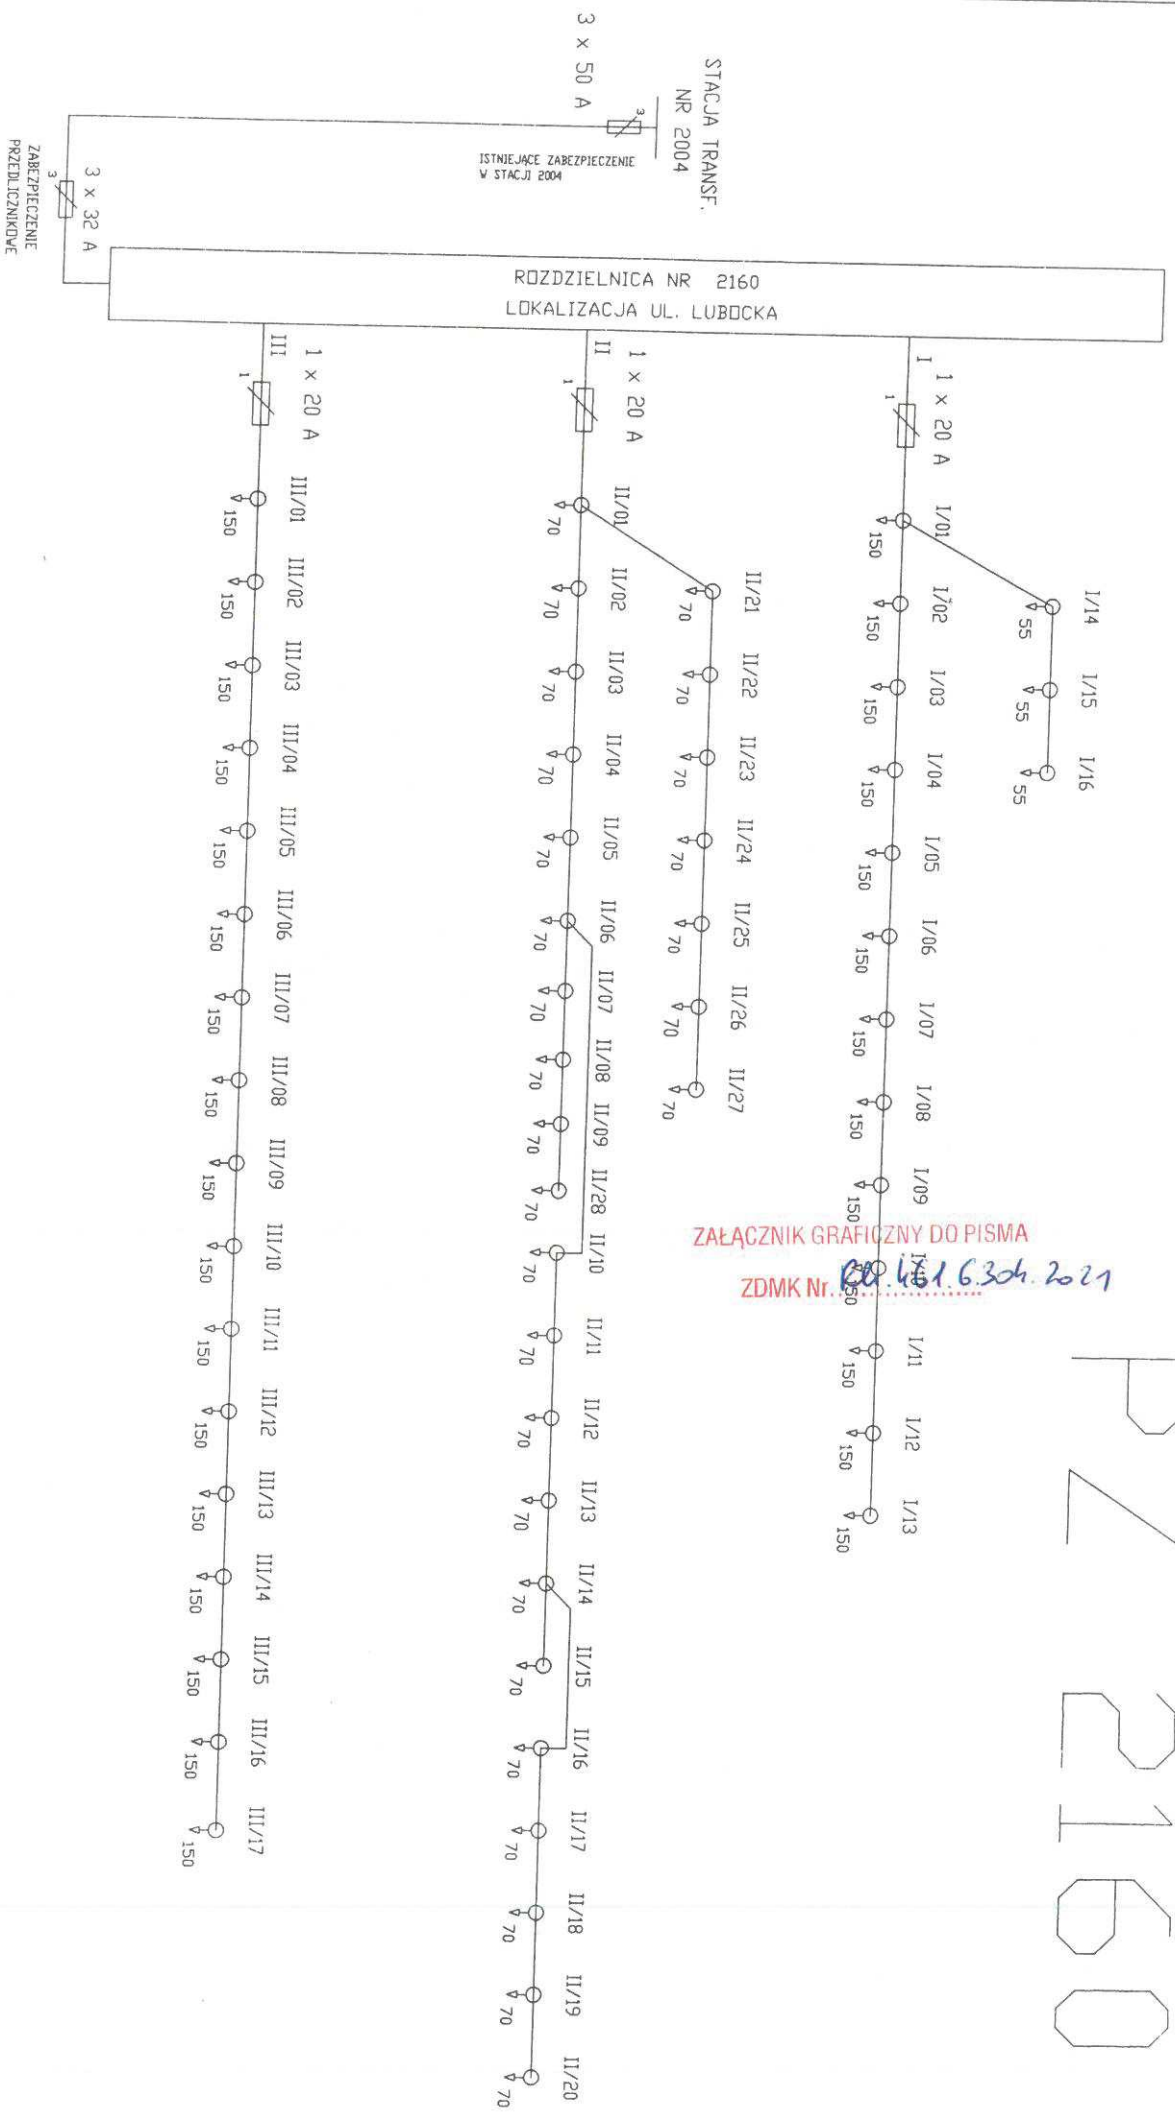 PZ 2160
STACJA TRANSF.
NR 2004
3 x 50 A
3
ISTNIEJĄCE ZABEZPIECZENIE
W STACJI 2004
3 x 32 A
3
ZABEZPIECZENIE
PRZEDLICZNIKOWE
ROZDZIELNICA NR 2160
LOKALIZACJA UL. LUBOCKA
I
1 x 20 A
1
I/14 I/15 I/16
55 55 55
I/01 I/02 I/03 I/04 I/05 I/06 I/07 I/08 I/09 I/11 I/12 I/13
150 150 150 150 150 150 150 150 150 150 150 150 150
II
1 x 20 A
1
II/21 II/22 II/23 II/24 II/25 II/26 II/27
70 70 70 70 70 70 70
II/01 II/02 II/03 II/04 II/05 II/06 II/07 II/08 II/09 II/28 II/10 II/11 II/12 II/13 II/14 II/15 II/16 II/17 II/18 II/19 II/20
70 70 70 70 70 70 70 70 70 70 70 70 70 70 70 70 70 70 70 70 70
III
1 x 20 A
1
III/01 III/02 III/03 III/04 III/05 III/06 III/07 III/08 III/09 III/10 III/11 III/12 III/13 III/14 III/15 III/16 III/17
150 150 150 150 150 150 150 150 150 150 150 150 150 150 150 150 150
ZAŁĄCZNIK GRAFICZNY DO PISMA
ZDMK Nr. 461.6.304.2021